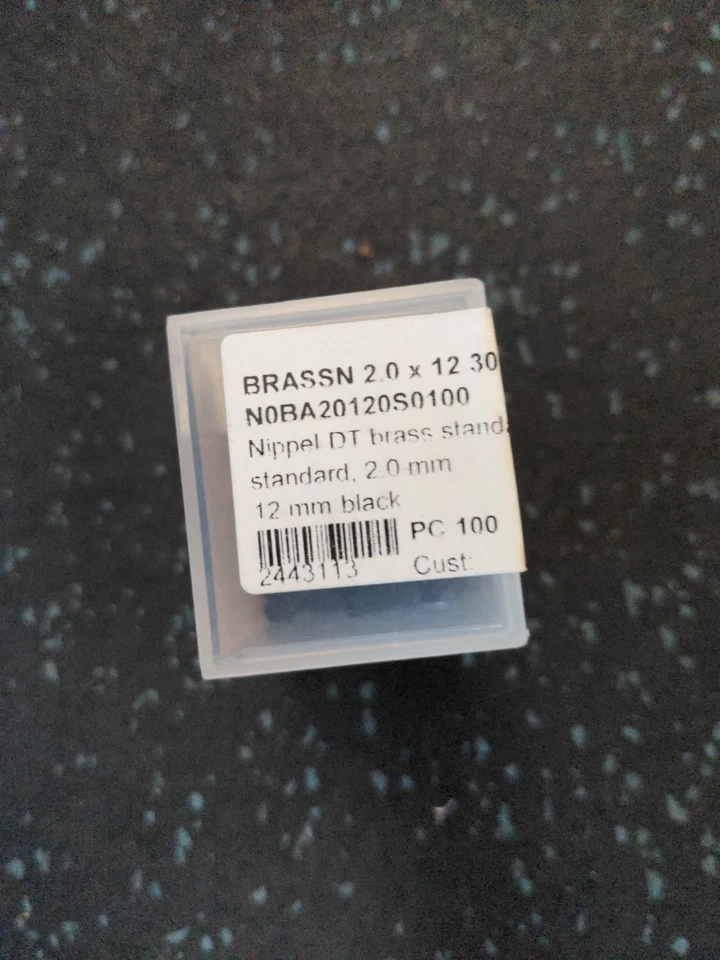 BRASSN 2.0 x 12 30
N0BA20120S0100
Nippel DT brass stand
standard, 2.0 mm
12 mm black
PC 100
2443113
Cust: